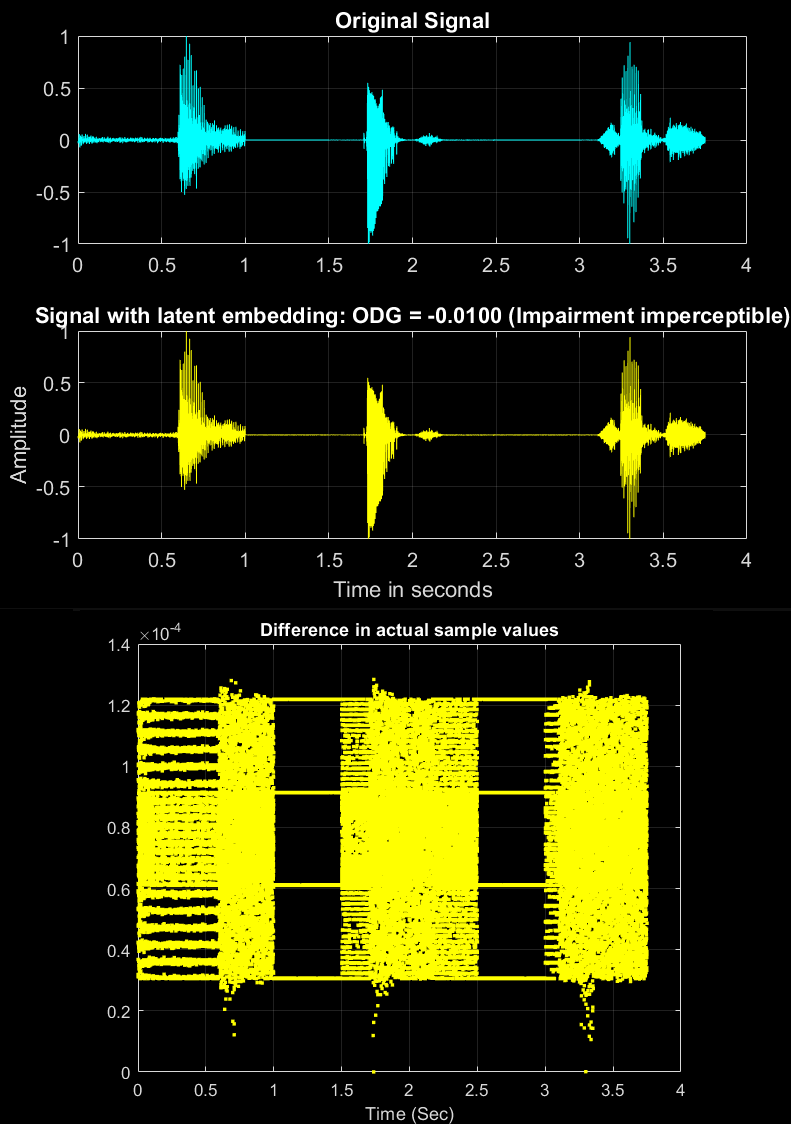 Original Signal
1
0.5
0
-0.5
-1
0 0.5 1 1.5 2 2.5 3 3.5 4
Signal with latent embedding: ODG = -0.0100 (Impairment imperceptible)
1
0.5
0
-0.5
-1
Amplitude
0 0.5 1 1.5 2 2.5 3 3.5 4
Time in seconds
Difference in actual sample values
×10-4
1.4
1.2
1
0.8
0.6
0.4
0.2
0
0 0.5 1 1.5 2 2.5 3 3.5 4
Time (Sec)